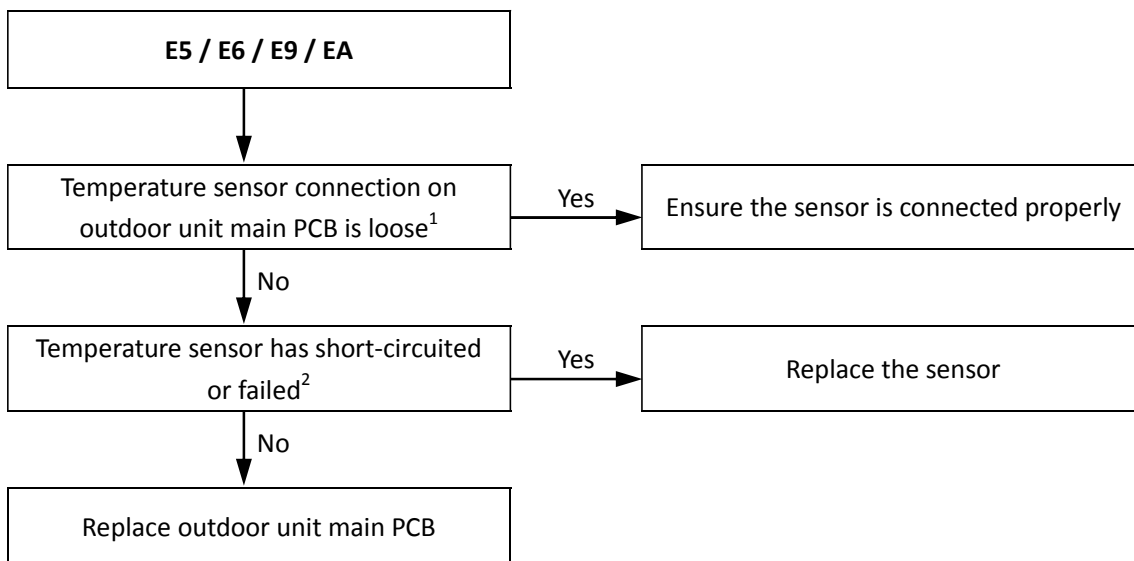 E5 / E6 / E9 / EA
Temperature sensor connection on
outdoor unit main PCB is loose¹
Yes
Ensure the sensor is connected properly
No
Temperature sensor has short-circuited
or failed²
Yes
Replace the sensor
No
Replace outdoor unit main PCB